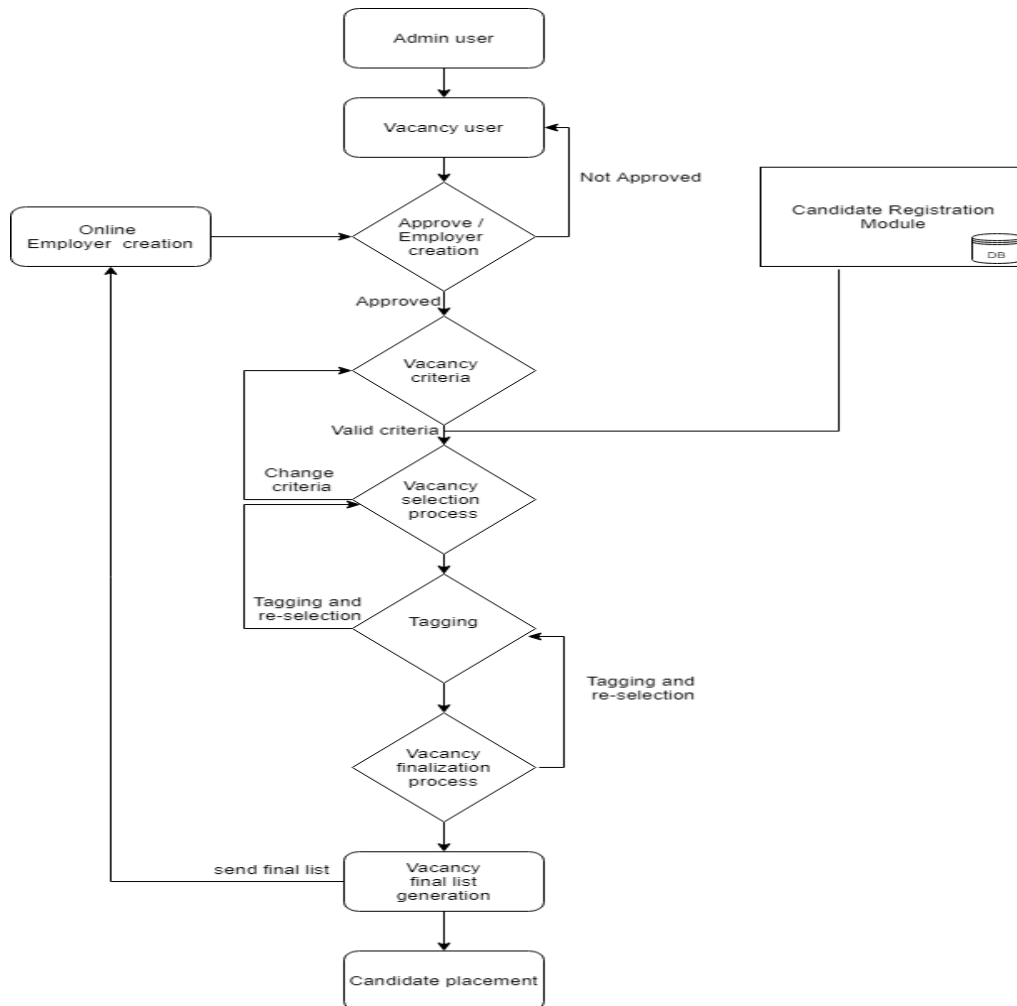 Admin user
Vacancy user
Not Approved
Candidate Registration
Module
DB
Online
Employer creation
Approve /
Employer
creation
Approved
Vacancy
criteria
Valid criteria
Change
criteria
Vacancy
selection
process
Tagging and
re-selection
Tagging
Tagging and
re-selection
Vacancy
finalization
process
send final list
Vacancy
final list
generation
Candidate placement